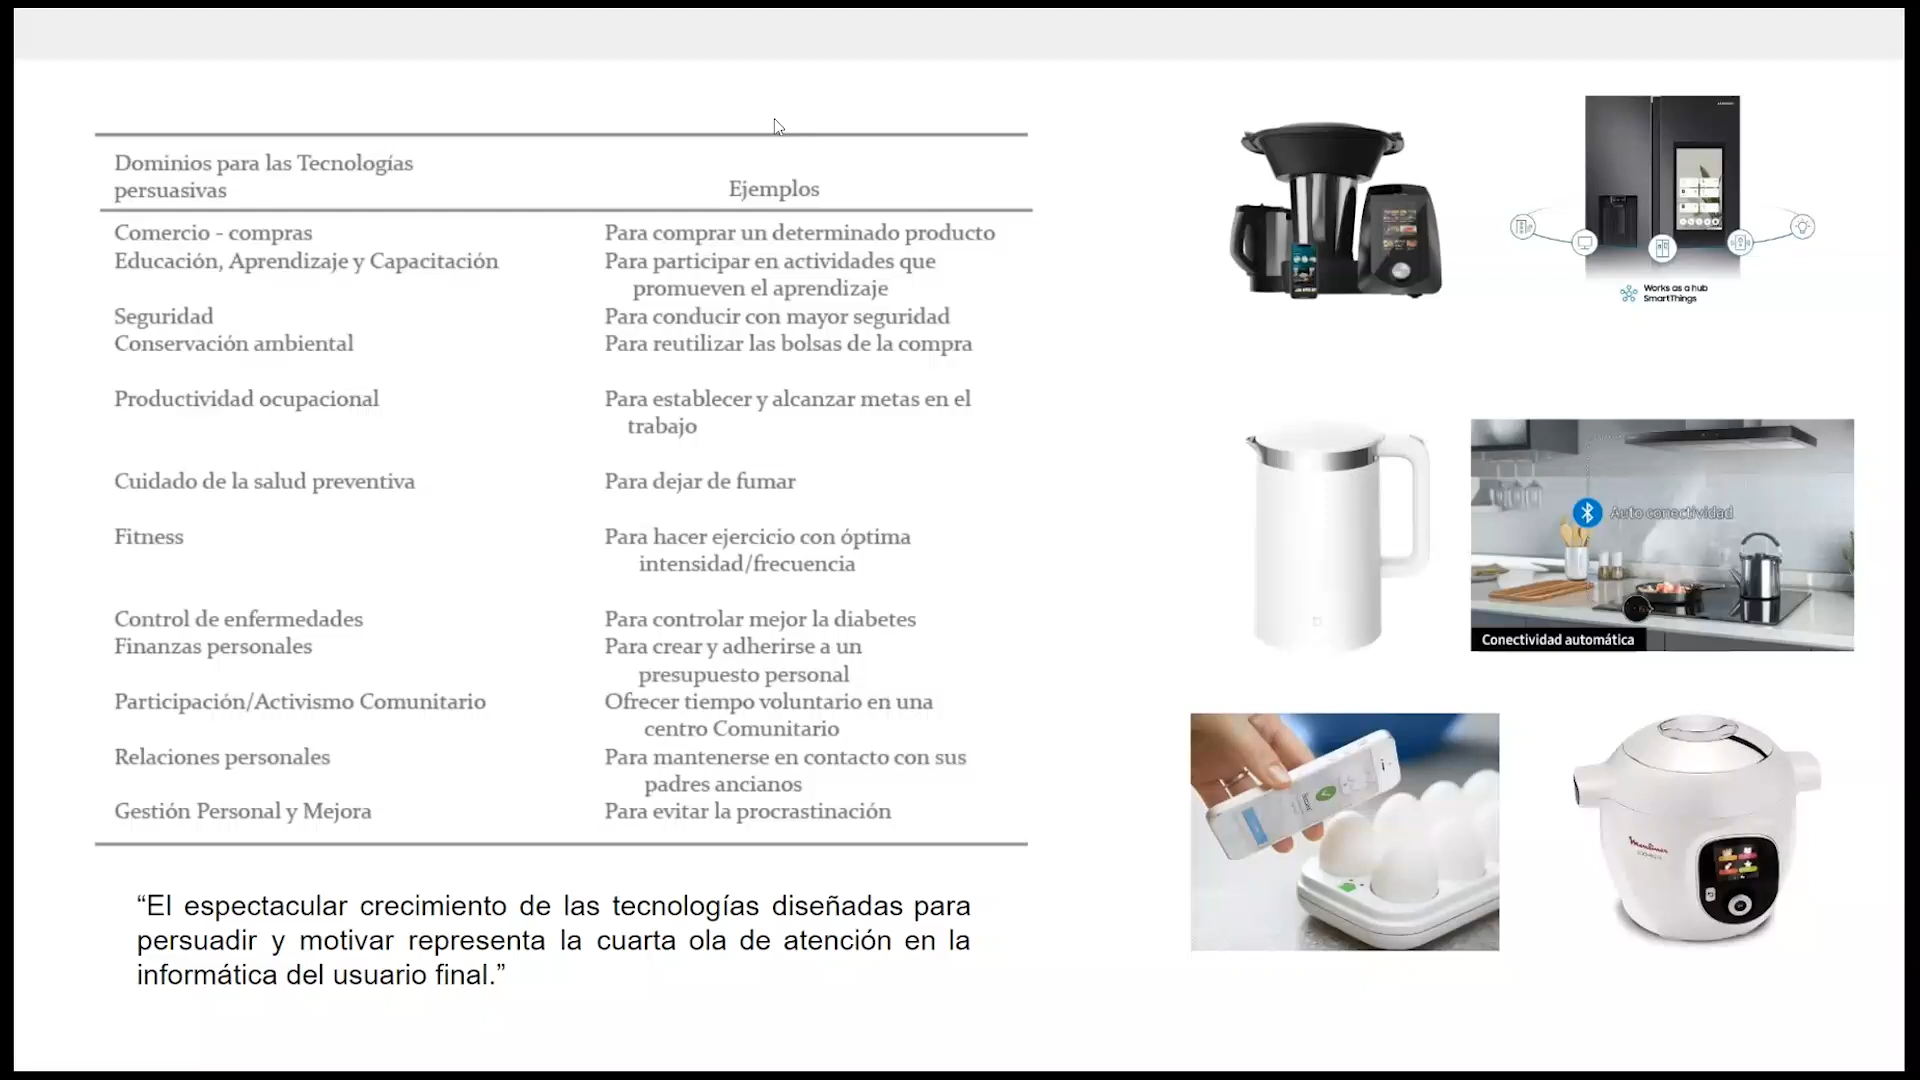 Dominios para las Tecnologías
persuasivas
Ejemplos
Comercio - compras
Para comprar un determinado producto
Educación, Aprendizaje y Capacitación
Para participar en actividades que
promueven el aprendizaje
Seguridad
Para conducir con mayor seguridad
Conservación ambiental
Para reutilizar las bolsas de la compra
Productividad ocupacional
Para establecer y alcanzar metas en el
trabajo
Cuidado de la salud preventiva
Para dejar de fumar
Fitness
Para hacer ejercicio con óptima
intensidad/frecuencia
Control de enfermedades
Para controlar mejor la diabetes
Finanzas personales
Para crear y adherirse a un
presupuesto personal
Participación/Activismo Comunitario
Ofrecer tiempo voluntario en una
centro Comunitario
Relaciones personales
Para mantenerse en contacto con sus
padres ancianos
Gestión Personal y Mejora
Para evitar la procrastinación
“El espectacular crecimiento de las tecnologías diseñadas para
persuadir y motivar representa la cuarta ola de atención en la
informática del usuario final.”
Works as a hub
SmartThings
Auto conectividad
Conectividad automática
Moulinex